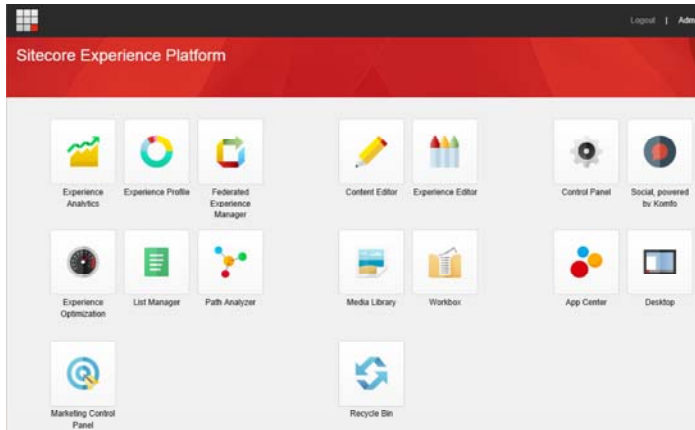 Logout | Adm
Sitecore Experience Platform
Experience Analytics
Experience Profile
Federated Experience Manager
Content Editor
Experience Editor
Control Panel
Social, powered by Komfo
Experience Optimization
List Manager
Path Analyzer
Media Library
Workbox
App Center
Desktop
Marketing Control Panel
Recycle Bin